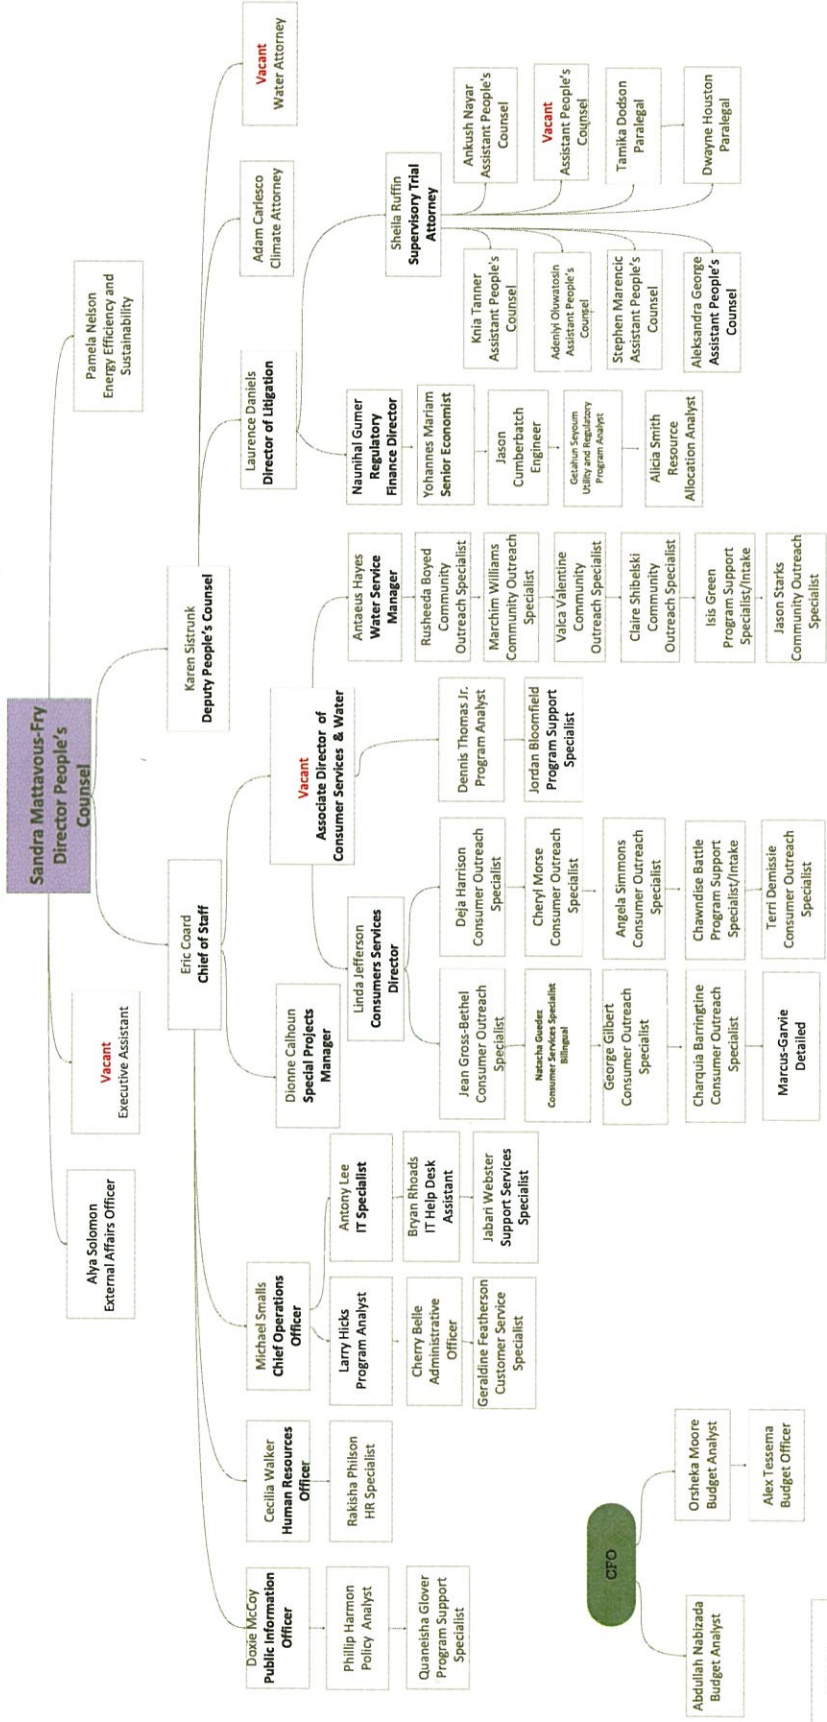 Sandra Mattavous-Fry
Director People's
Counsel
Alya Solomon
External Affairs Officer
Vacant
Executive Assistant
Pamela Nelson
Energy Efficiency and
Sustainability
Eric Coard
Chief of Staff
Karen Sistrunk
Deputy People's Counsel
Doxie McCoy
Public Information
Officer
Phillip Harmon
Policy Analyst
Quaneisha Glover
Program Support
Specialist
Cecilia Walker
Human Resources
Officer
Rakisha Philson
HR Specialist
Michael Smalls
Chief Operations
Officer
Larry Hicks
Program Analyst
Cherry Belle
Administrative
Officer
Geraldine Featherson
Customer Service
Specialist
Antony Lee
IT Specialist
Bryan Rhoads
IT Help Desk
Assistant
Jabari Webster
Support Services
Specialist
Dionne Calhoun
Special Projects
Manager
Vacant
Associate Director of
Consumer Services & Water
Linda Jefferson
Consumers Services
Director
Jean Gross-Bethel
Consumer Outreach
Specialist
Natacha Guedez
Consumer Services Specialist
Bilingual
George Gilbert
Consumer Outreach
Specialist
Charquia Barringtine
Consumer Outreach
Specialist
Marcus-Garvie
Detailed
Deja Harrison
Consumer Outreach
Specialist
Cheryl Morse
Consumer Outreach
Specialist
Angela Simmons
Consumer Outreach
Specialist
Chawndise Battle
Program Support
Specialist/Intake
Terri Demissie
Consumer Outreach
Specialist
Dennis Thomas Jr.
Program Analyst
Jordan Bloomfield
Program Support
Specialist
Antaeus Hayes
Water Service
Manager
Rusheeda Boyed
Community
Outreach Specialist
Marchim Williams
Community Outreach
Specialist
Valca Valentine
Community
Outreach Specialist
Claire Shibelski
Community
Outreach Specialist
Isis Green
Program Support
Specialist/Intake
Jason Starks
Community Outreach
Specialist
Laurence Daniels
Director of Litigation
Adam Carlesco
Climate Attorney
Vacant
Water Attorney
Naunihal Gumer
Regulatory
Finance Director
Yohannes Mariam
Senior Economist
Jason
Cumberbatch
Engineer
Getahun Seyoum
Utility and Regulatory
Program Analyst
Alicia Smith
Resource
Allocation Analyst
Sheila Ruffin
Supervisory Trial
Attorney
Knia Tanner
Assistant People's
Counsel
Adeniyi Oluwatosin
Assistant People's
Counsel
Stephen Marencic
Assistant People's
Counsel
Aleksandra George
Assistant People's
Counsel
Ankush Nayar
Assistant People's
Counsel
Vacant
Assistant People's
Counsel
Tamika Dodson
Paralegal
Dwayne Houston
Paralegal
CFO
Abdullah Nabizada
Budget Analyst
Orsheka Moore
Budget Analyst
Alex Tessema
Budget Officer